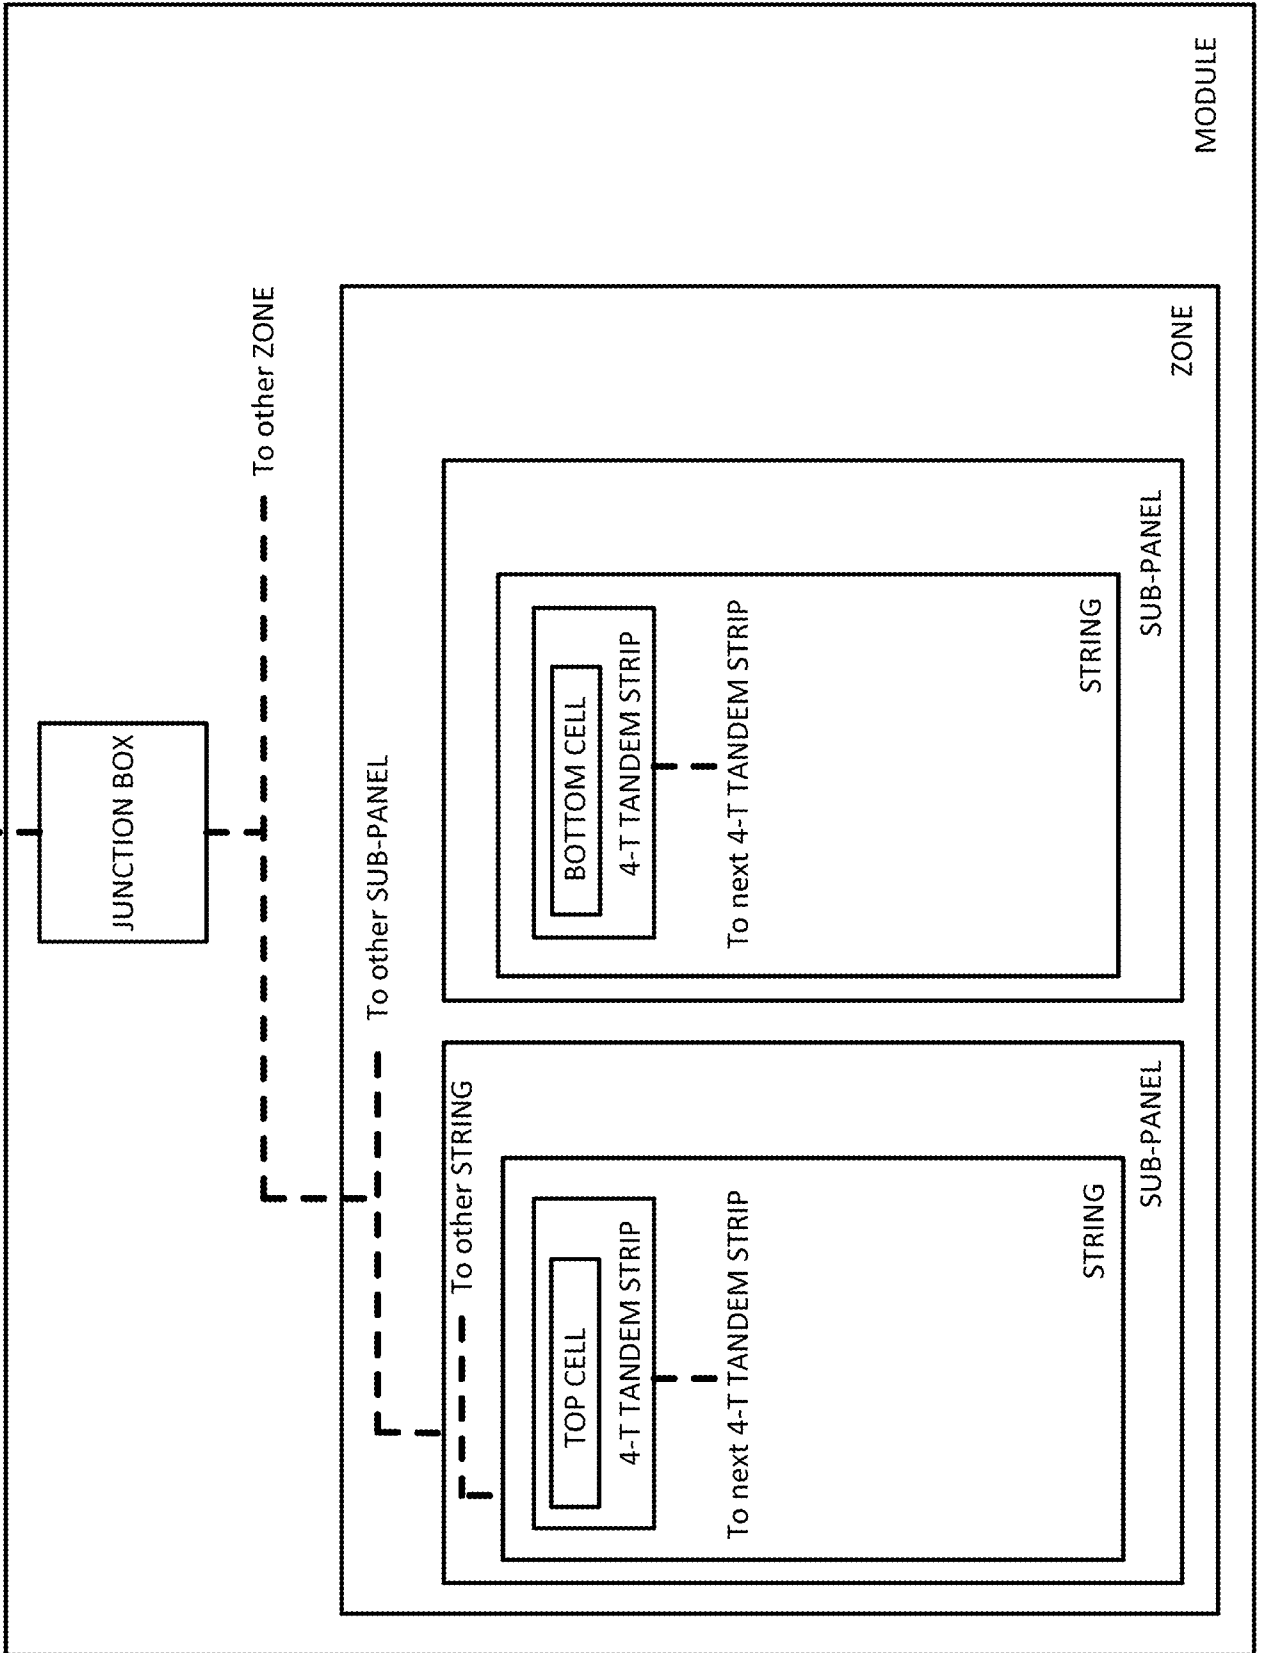 JUNCTION BOX
To other ZONE
To other SUB-PANEL
To other STRING
TOP CELL
4-T TANDEM STRIP
To next 4-T TANDEM STRIP
STRING
SUB-PANEL
BOTTOM CELL
4-T TANDEM STRIP
To next 4-T TANDEM STRIP
STRING
SUB-PANEL
ZONE
MODULE